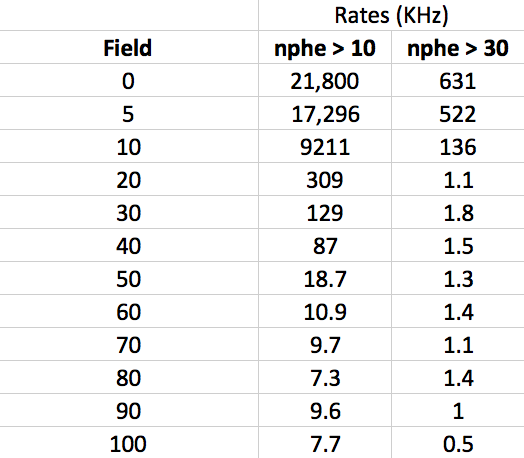 Rates (KHz)
Field nphe > 10 nphe > 30
0 21,800 631
5 17,296 522
10 9211 136
20 309 1.1
30 129 1.8
40 87 1.5
50 18.7 1.3
60 10.9 1.4
70 9.7 1.1
80 7.3 1.4
90 9.6 1
100 7.7 0.5